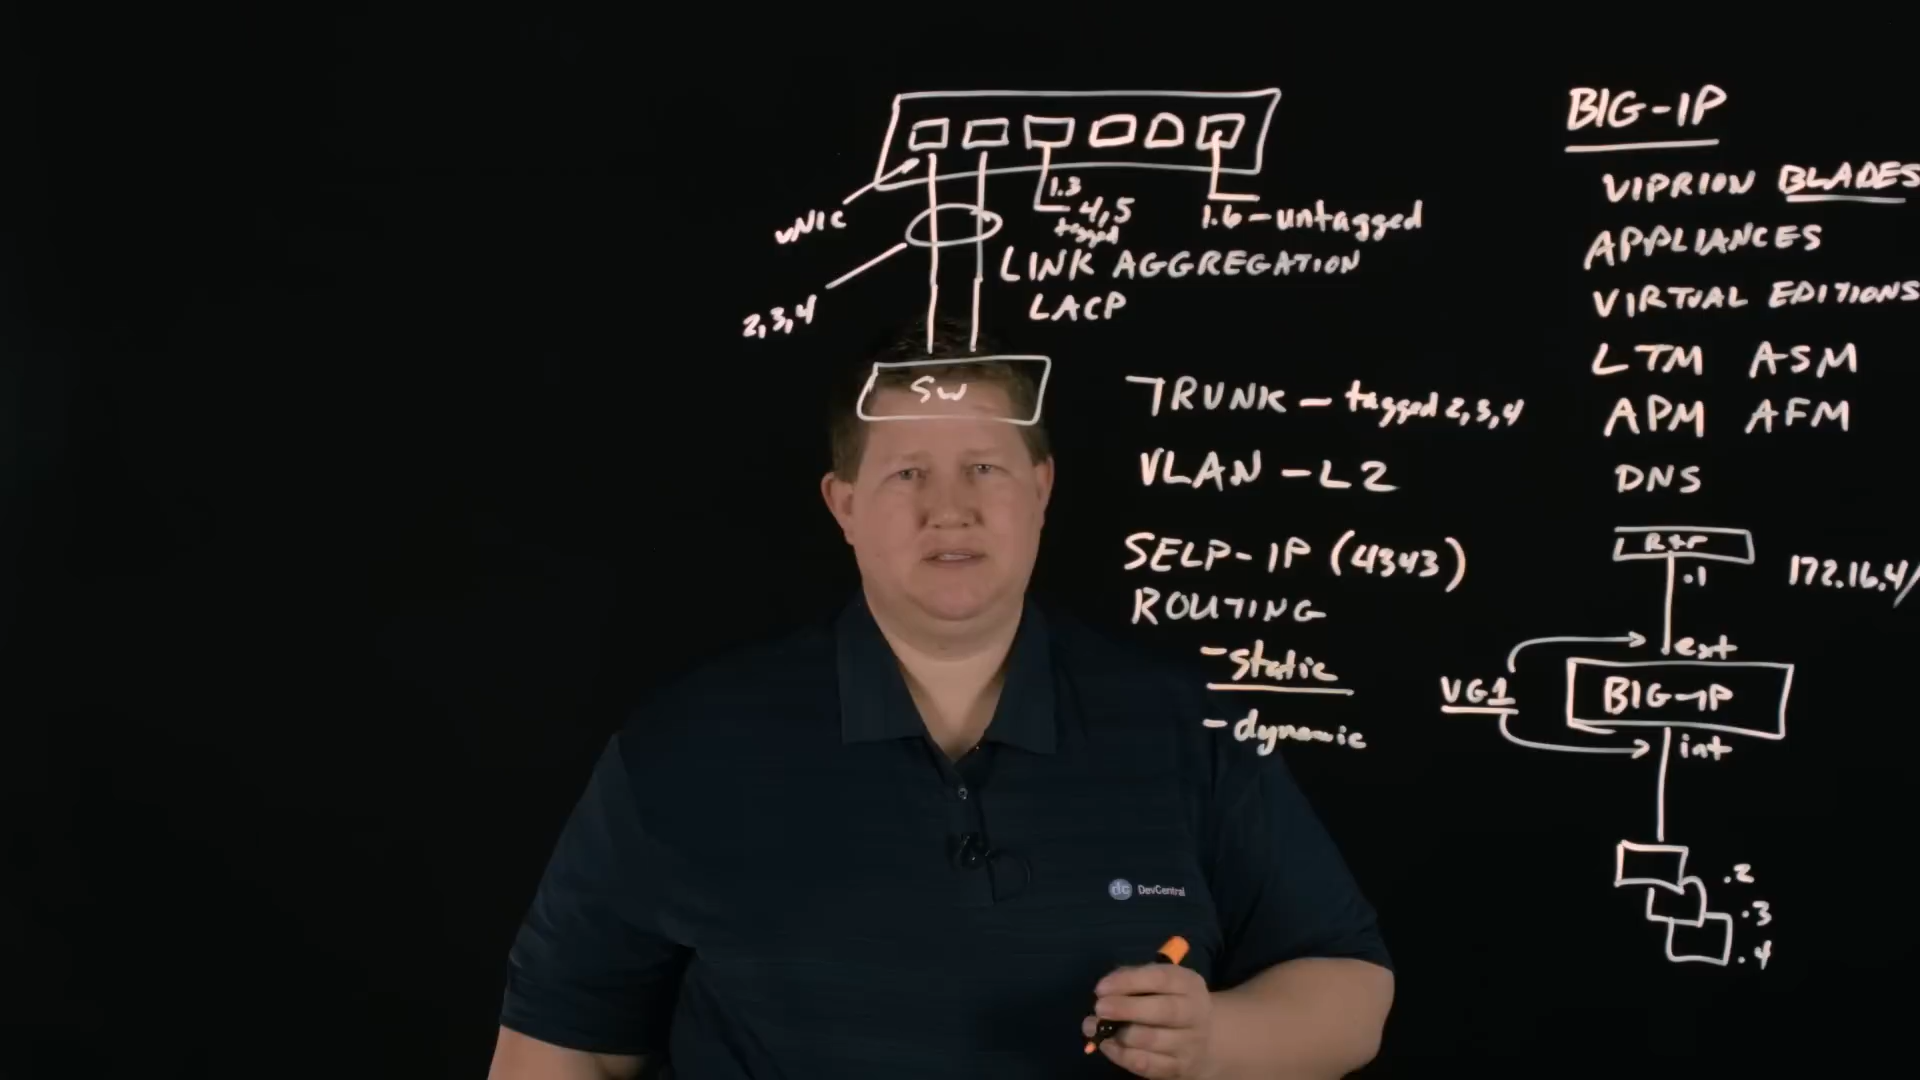 vNIC
2,3,4
1.3
4,5
tagged
1.6-untagged
LINK AGGREGATION
LACP
SW
TRUNK - tagged 2,3,4
VLAN - L2
SELF-IP (4343)
ROUTING
- static
- dynamic
dc DevCentral
BIG-IP
VIPRION BLADES
APPLIANCES
VIRTUAL EDITIONS
LTM ASM
APM AFM
DNS
Rtr
.1
172.16.4/
ext
VG1
BIG-IP
int
.2
.3
.4